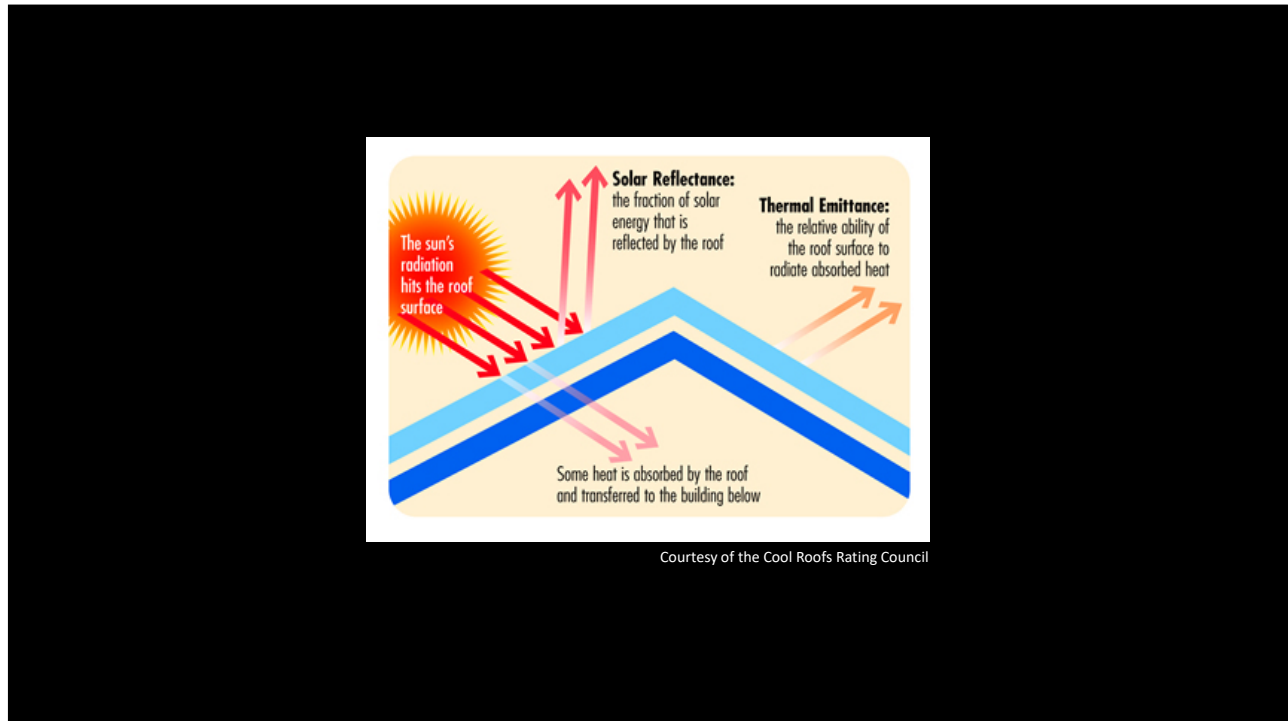 The sun's
radiation
hits the roof
surface
Solar Reflectance:
the fraction of solar
energy that is
reflected by the roof
Thermal Emittance:
the relative ability of
the roof surface to
radiate absorbed heat
Some heat is absorbed by the roof
and transferred to the building below
Courtesy of the Cool Roofs Rating Council